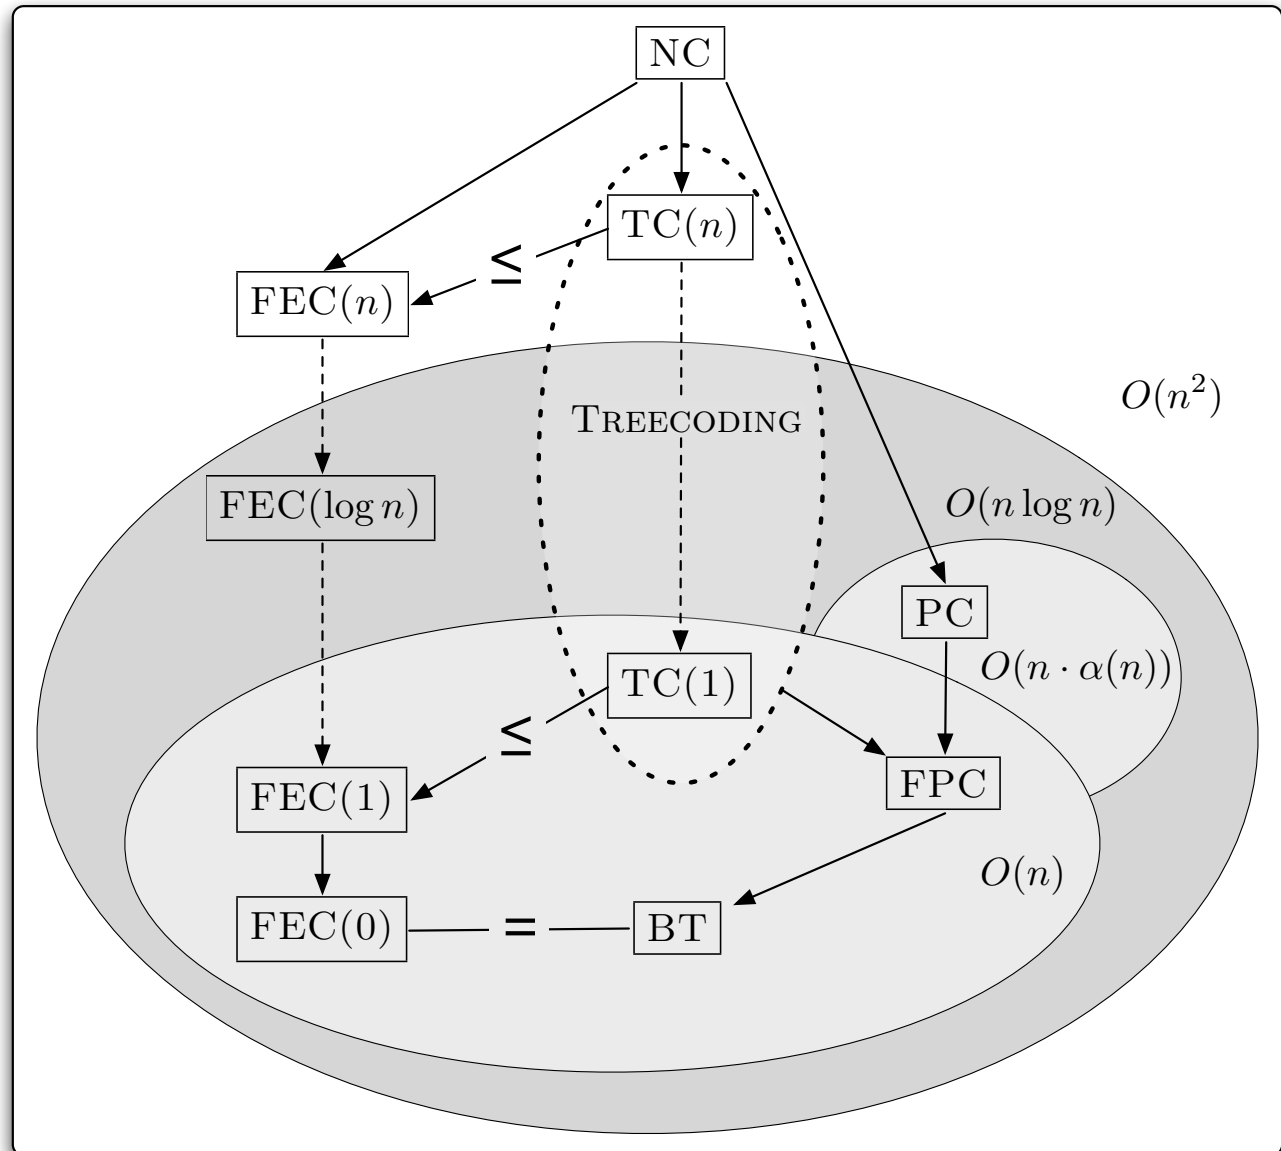 NC
TC(n)
≤
FEC(n)
O(n²)
TREECODING
FEC(log n)
O(n log n)
PC
O(n · α(n))
TC(1)
≤
FEC(1)
FPC
O(n)
FEC(0)
=
BT